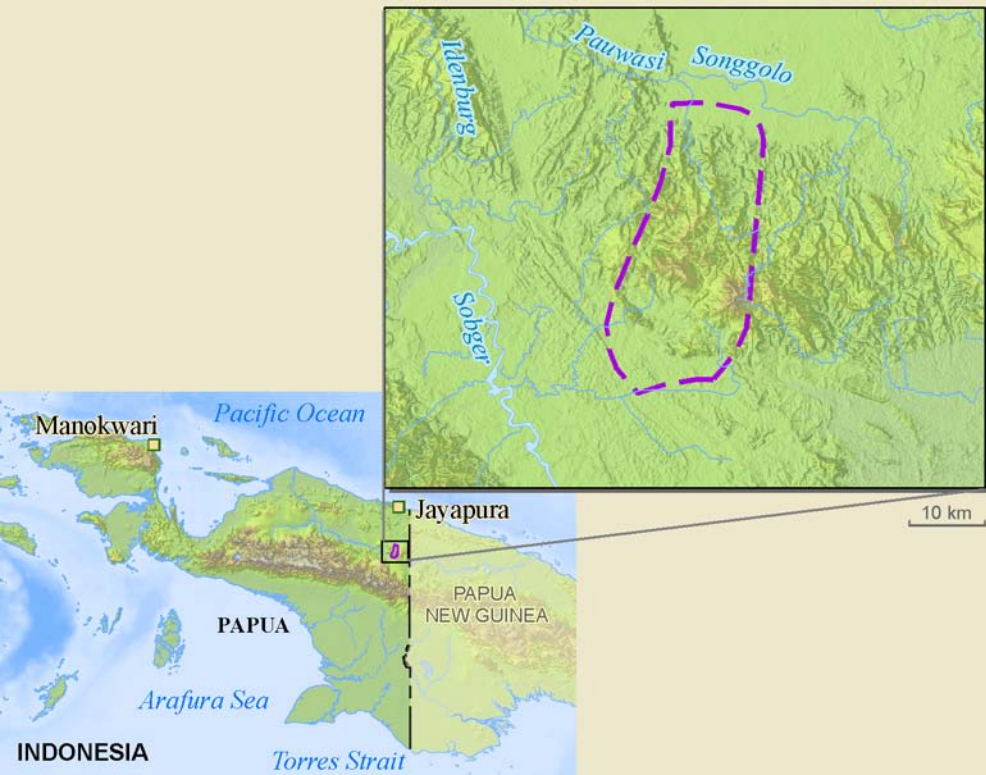 Idenburg
Pauwasi
Songgolo
Sobger
10 km
Pacific Ocean
Manokwari
Jayapura
PAPUA
NEW GUINEA
PAPUA
Arafura Sea
INDONESIA
Torres Strait